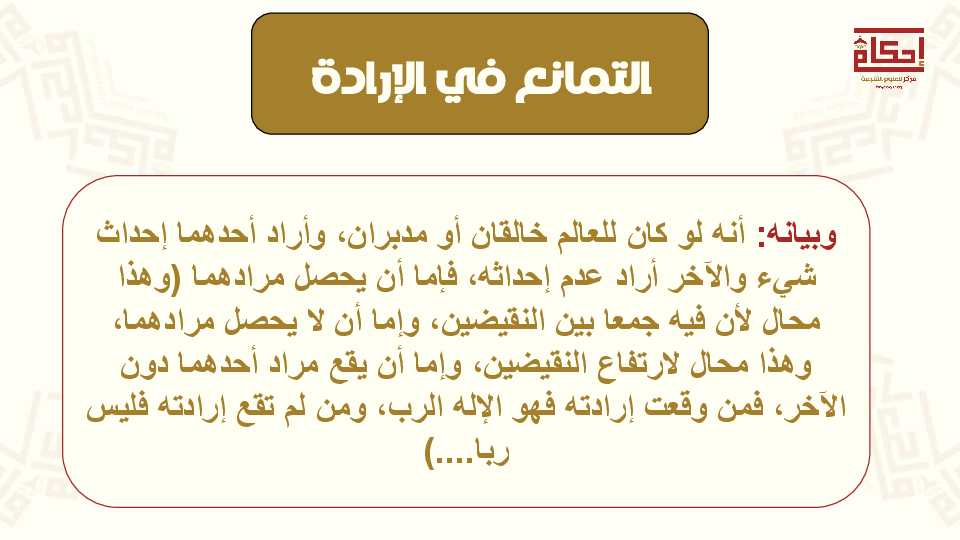 التمانع في الإرادة
إحكام
مركز للعلوم الشرعية
وبيانه: أنه لو كان للعالم خالقان أو مدبران، وأراد أحدهما إحداث
شيء والآخر أراد عدم إحداثه، فإما أن يحصل مرادهما (وهذا
محال لأن فيه جمعا بين النقيضين، وإما أن لا يحصل مرادهما،
وهذا محال لارتفاع النقيضين، وإما أن يقع مراد أحدهما دون
الآخر، فمن وقعت إرادته فهو الإله الرب، ومن لم تقع إرادته فليس
ربا....)